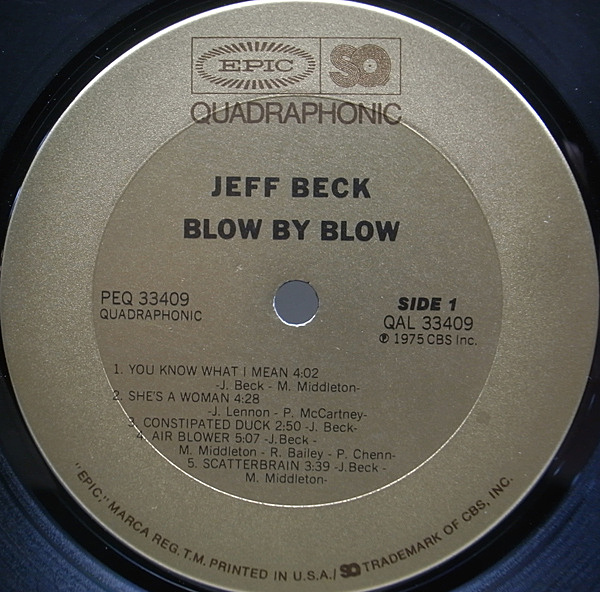 EPIC SQ
QUADRAPHONIC
JEFF BECK
BLOW BY BLOW
PEQ 33409
QUADRAPHONIC
SIDE 1
QAL 33409
℗ 1975 CBS Inc.
1. YOU KNOW WHAT I MEAN 4:02
-J. Beck - M. Middleton-
2. SHE'S A WOMAN 4:28
-J. Lennon - P. McCartney-
3. CONSTIPATED DUCK 2:50 -J. Beck-
4. AIR BLOWER 5:07 -J.Beck -
M. Middleton - R. Bailey - P. Chenn-
5. SCATTERBRAIN 3:39 -J.Beck -
M. Middleton-
"EPIC," MARCA REG. T.M. PRINTED IN U.S.A./ SQ TRADEMARK OF CBS, INC.